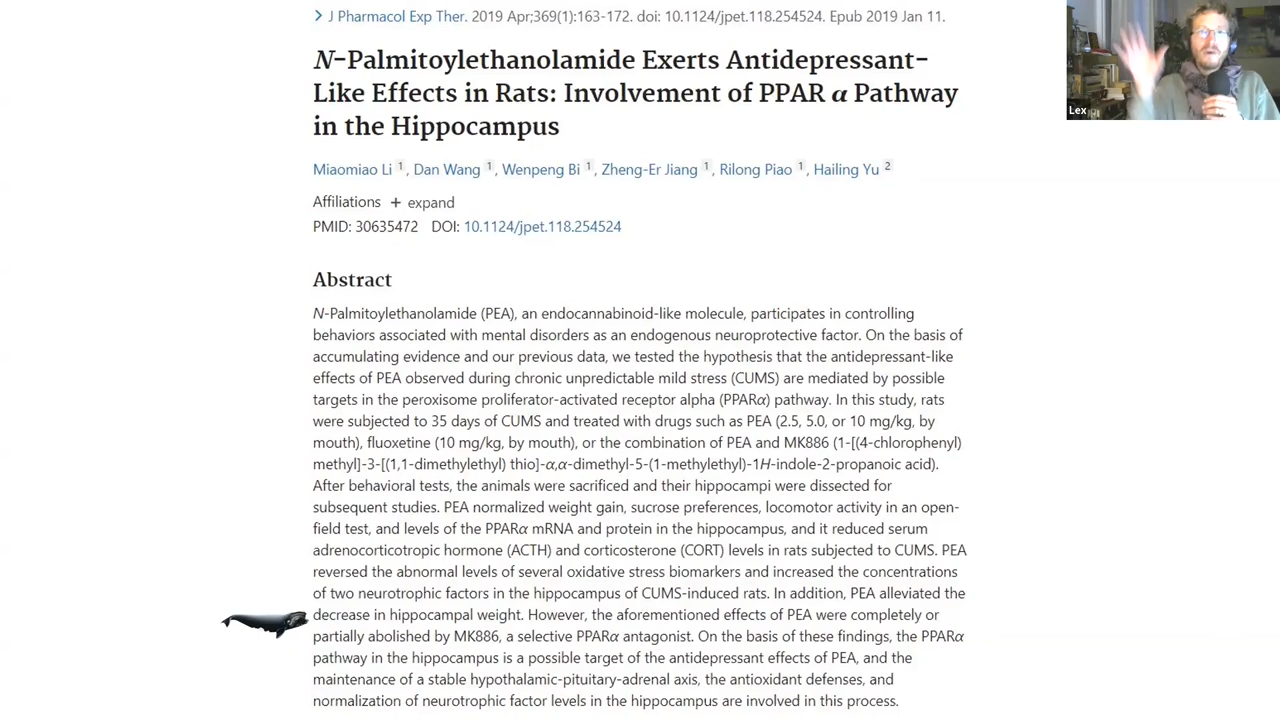 J Pharmacol Exp Ther. 2019 Apr;369(1):163-172. doi: 10.1124/jpet.118.254524. Epub 2019 Jan 11.
N-Palmitoylethanolamide Exerts Antidepressant-
Like Effects in Rats: Involvement of PPAR α Pathway
in the Hippocampus
Miaomiao Li 1, Dan Wang 1, Wenpeng Bi 1, Zheng-Er Jiang 1, Rilong Piao 1, Hailing Yu 2
Affiliations + expand
PMID: 30635472 DOI: 10.1124/jpet.118.254524
Abstract
N-Palmitoylethanolamide (PEA), an endocannabinoid-like molecule, participates in controlling
behaviors associated with mental disorders as an endogenous neuroprotective factor. On the basis of
accumulating evidence and our previous data, we tested the hypothesis that the antidepressant-like
effects of PEA observed during chronic unpredictable mild stress (CUMS) are mediated by possible
targets in the peroxisome proliferator-activated receptor alpha (PPARα) pathway. In this study, rats
were subjected to 35 days of CUMS and treated with drugs such as PEA (2.5, 5.0, or 10 mg/kg, by
mouth), fluoxetine (10 mg/kg, by mouth), or the combination of PEA and MK886 (1-[(4-chlorophenyl)
methyl]-3-[(1,1-dimethylethyl) thio]-α,α-dimethyl-5-(1-methylethyl)-1H-indole-2-propanoic acid).
After behavioral tests, the animals were sacrificed and their hippocampi were dissected for
subsequent studies. PEA normalized weight gain, sucrose preferences, locomotor activity in an open-
field test, and levels of the PPARα mRNA and protein in the hippocampus, and it reduced serum
adrenocorticotropic hormone (ACTH) and corticosterone (CORT) levels in rats subjected to CUMS. PEA
reversed the abnormal levels of several oxidative stress biomarkers and increased the concentrations
of two neurotrophic factors in the hippocampus of CUMS-induced rats. In addition, PEA alleviated the
decrease in hippocampal weight. However, the aforementioned effects of PEA were completely or
partially abolished by MK886, a selective PPARα antagonist. On the basis of these findings, the PPARα
pathway in the hippocampus is a possible target of the antidepressant effects of PEA, and the
maintenance of a stable hypothalamic-pituitary-adrenal axis, the antioxidant defenses, and
normalization of neurotrophic factor levels in the hippocampus are involved in this process.
Lex